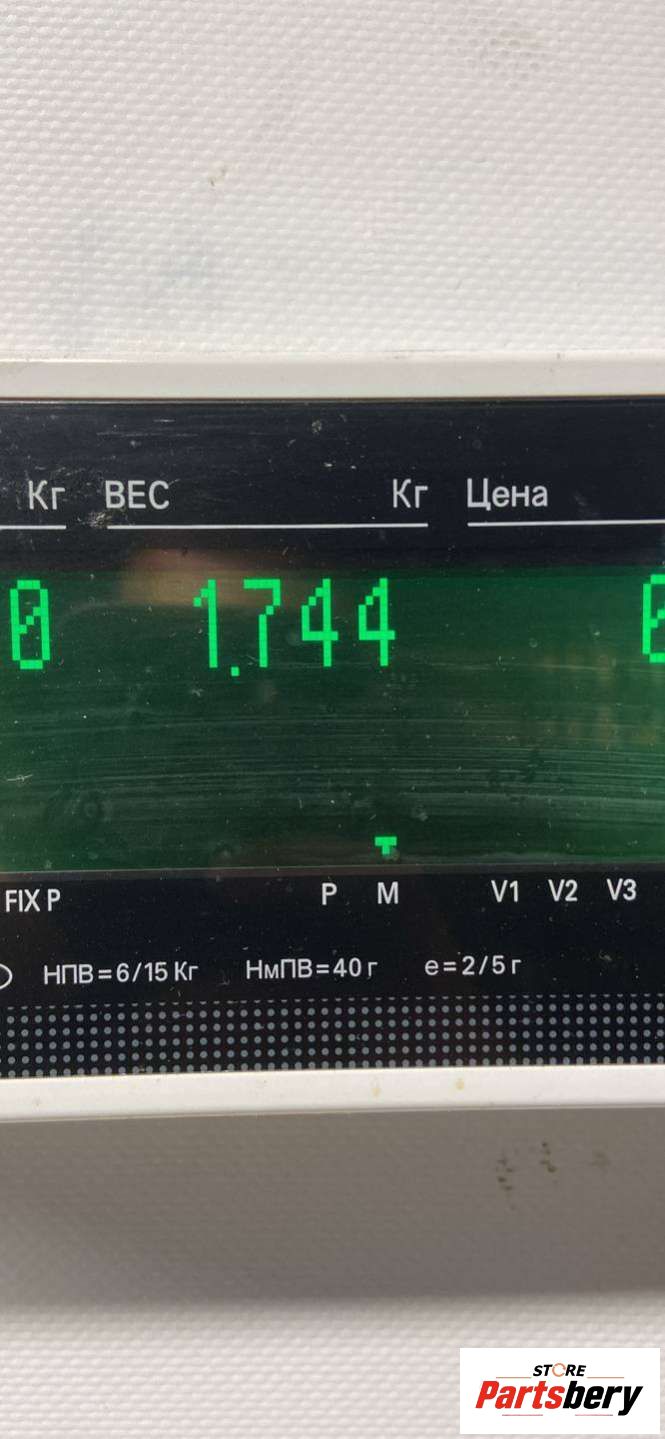 Кг ВЕС Кг Цена
0 1.744 0
FIX P P M V1 V2 V3
НПВ=6/15 Кг НмПВ=40 г e=2/5 г
STORE
Partsbery